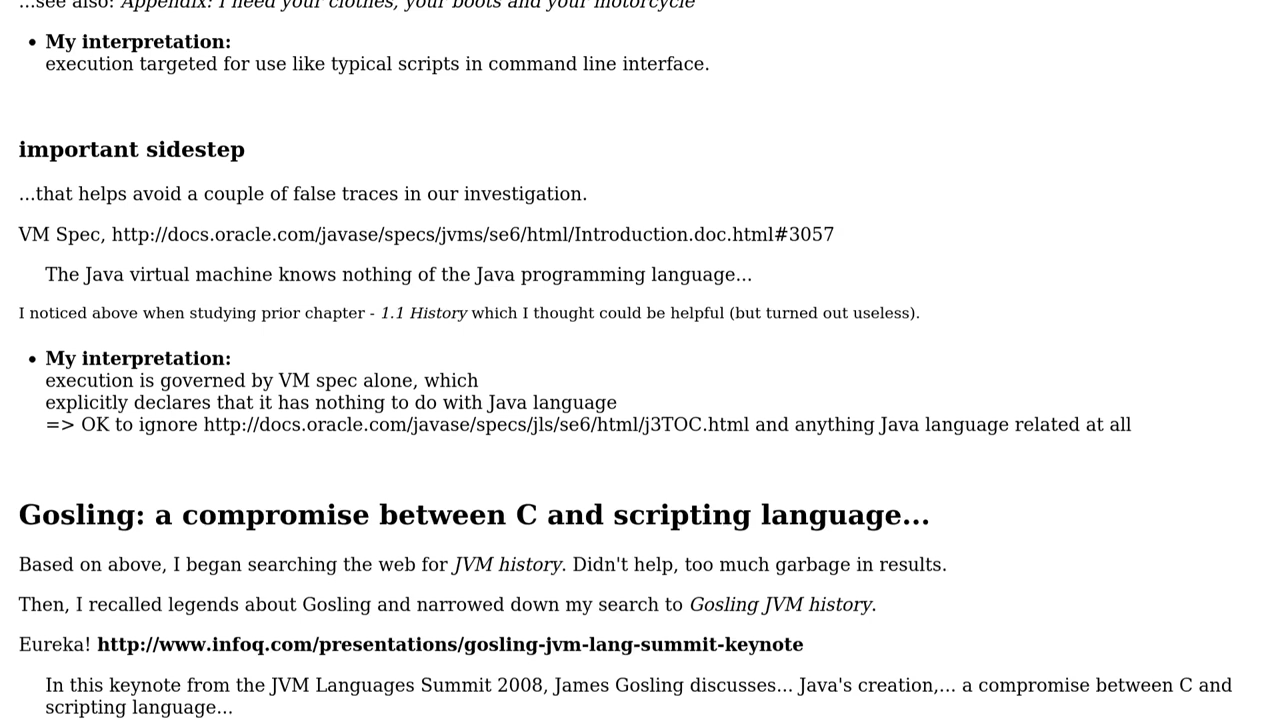 ...see also: Appendix: I need your clothes, your boots and your motorcycle
• My interpretation:
execution targeted for use like typical scripts in command line interface.
important sidestep
...that helps avoid a couple of false traces in our investigation.
VM Spec, http://docs.oracle.com/javase/specs/jvms/se6/html/Introduction.doc.html#3057
The Java virtual machine knows nothing of the Java programming language...
I noticed above when studying prior chapter - 1.1 History which I thought could be helpful (but turned out useless).
• My interpretation:
execution is governed by VM spec alone, which
explicitly declares that it has nothing to do with Java language
=> OK to ignore http://docs.oracle.com/javase/specs/jls/se6/html/j3TOC.html and anything Java language related at all
Gosling: a compromise between C and scripting language...
Based on above, I began searching the web for JVM history. Didn't help, too much garbage in results.
Then, I recalled legends about Gosling and narrowed down my search to Gosling JVM history.
Eureka! http://www.infoq.com/presentations/gosling-jvm-lang-summit-keynote
In this keynote from the JVM Languages Summit 2008, James Gosling discusses... Java's creation,... a compromise between C and
scripting language...